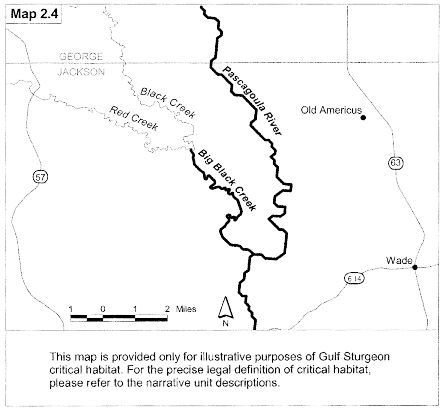 Map 2.4
GEORGE
JACKSON
Black Creek
Pascagoula River
Red Creek
Old Americus
Big Black Creek
63
57
Wade
614
1 0 1 2 Miles
N
This map is provided only for illustrative purposes of Gulf Sturgeon
critical habitat. For the precise legal definition of critical habitat,
please refer to the narrative unit descriptions.